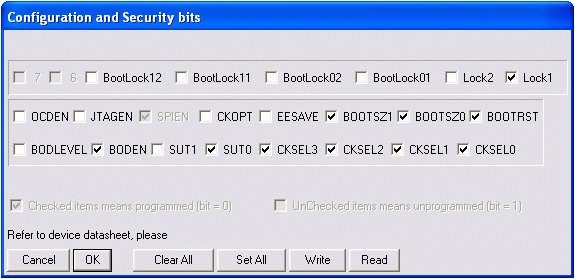 Configuration and Security bits
7 6 BootLock12 BootLock11 BootLock02 BootLock01 Lock2 Lock1
OCDEN JTAGEN SPIEN CKOPT EESAVE BOOTSZ1 BOOTSZ0 BOOTRST
BODLEVEL BODEN SUT1 SUT0 CKSEL3 CKSEL2 CKSEL1 CKSEL0
Checked items means programmed (bit = 0) UnChecked items means unprogrammed (bit = 1)
Refer to device datasheet, please
Cancel OK Clear All Set All Write Read